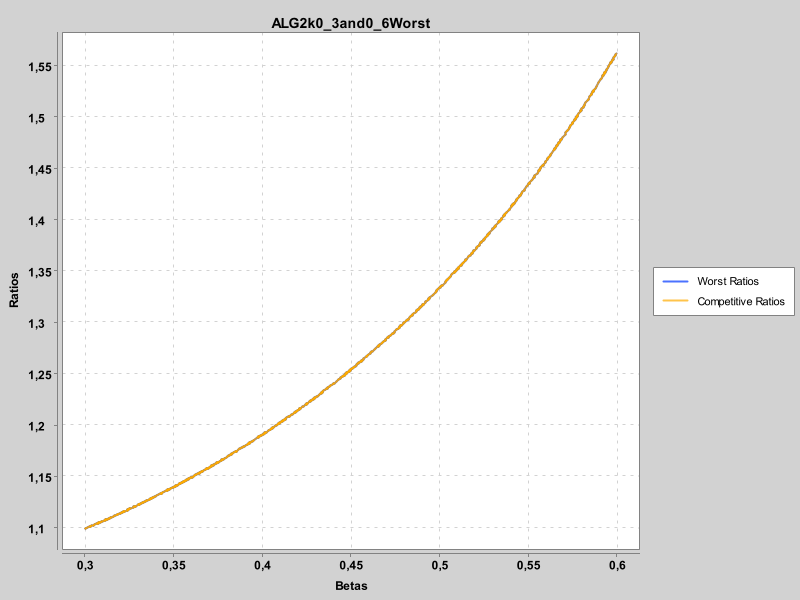 ALG2k0_3and0_6Worst
1,55
1,5
1,45
1,4
1,35
1,3
1,25
1,2
1,15
1,1
Ratios
0,3 0,35 0,4 0,45 0,5 0,55 0,6
Betas
Worst Ratios
Competitive Ratios